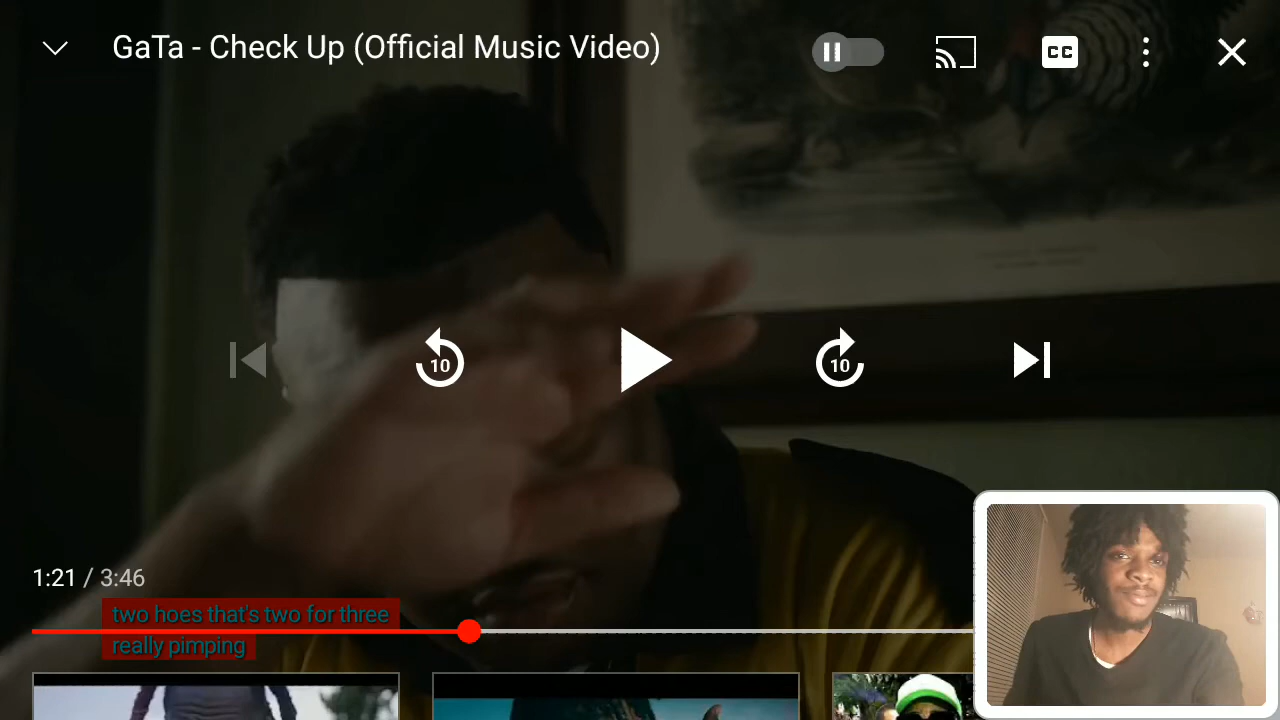 GaTa - Check Up (Official Music Video)
CC
10
10
1:21 / 3:46
two hoes that's two for three
really pimping